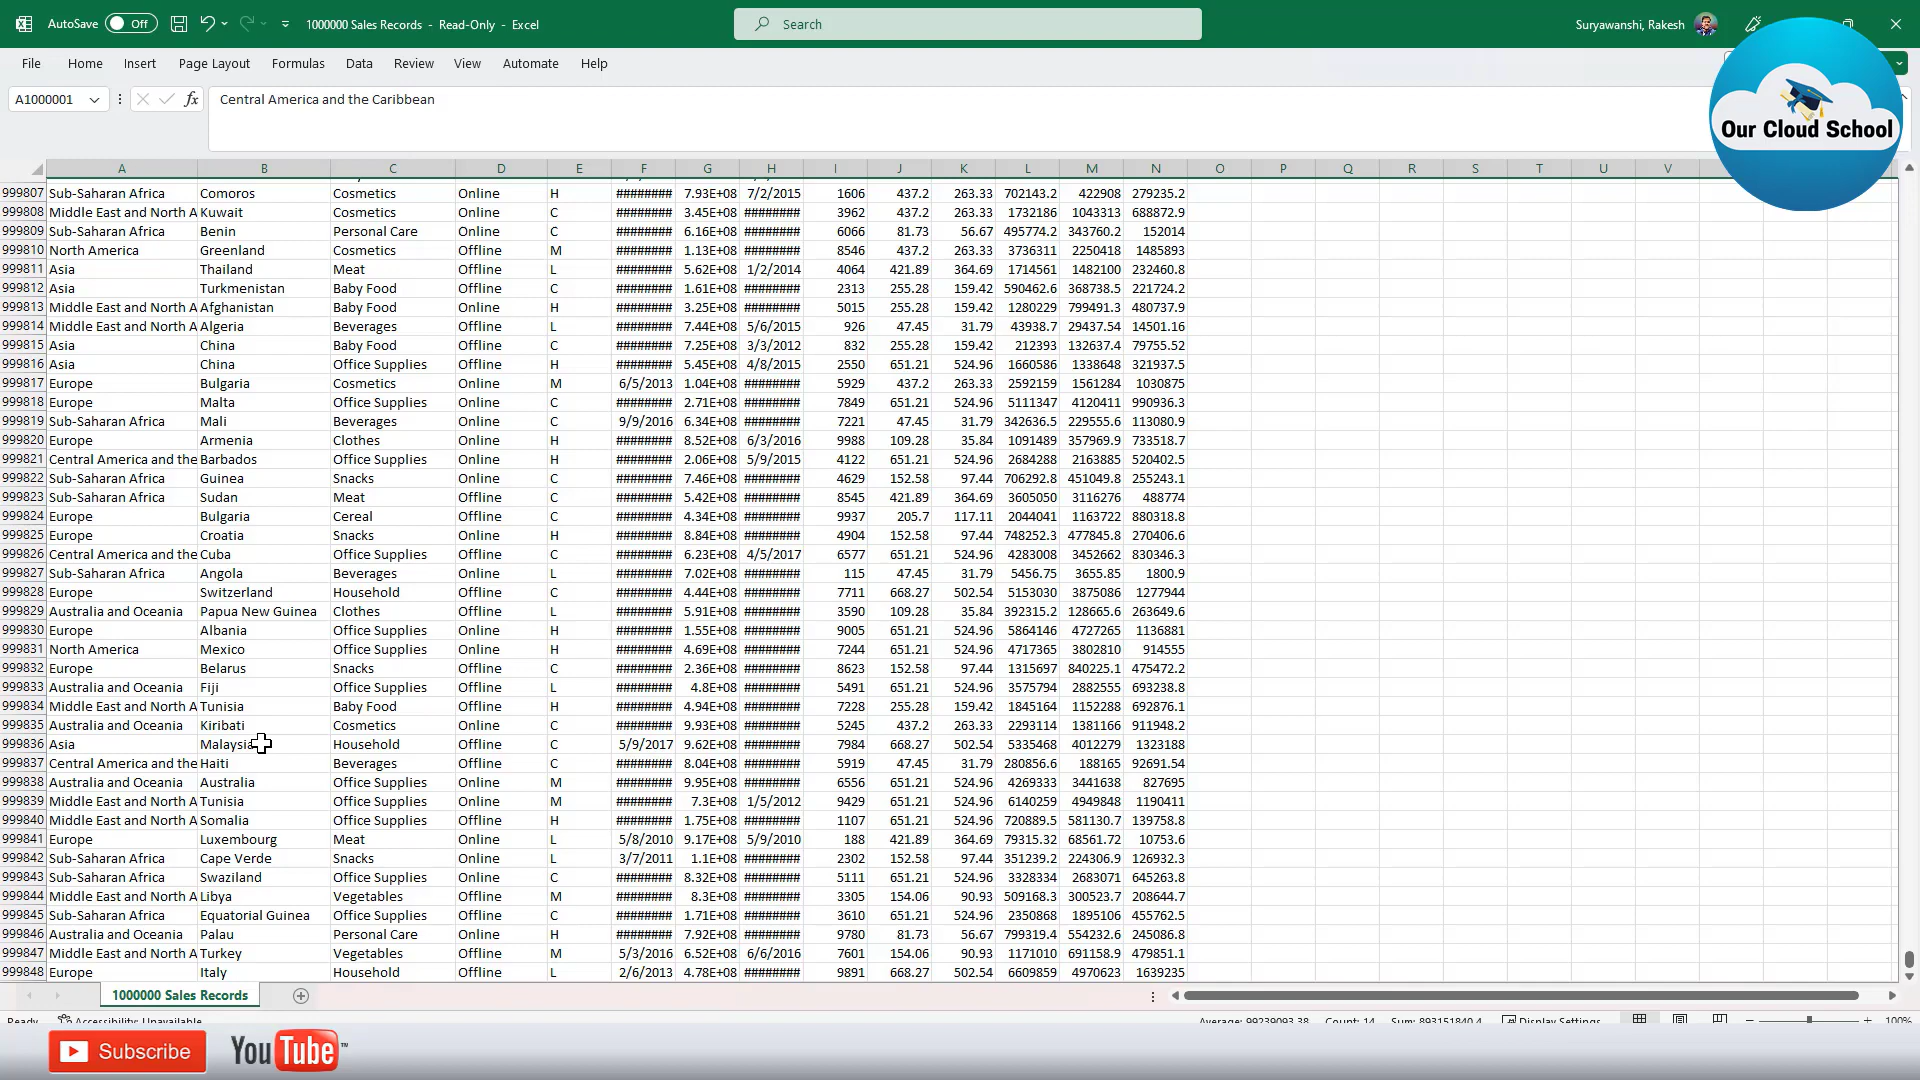 AutoSave Off 1000000 Sales Records - Read-Only - Excel Search Suryawanshi, Rakesh
File Home Insert Page Layout Formulas Data Review View Automate Help
A1000001 fx Central America and the Caribbean
Our Cloud School
A B C D E F G H I J K L M N O P Q R S T U V
999807 Sub-Saharan Africa Comoros Cosmetics Online H ######## 7.93E+08 7/2/2015 1606 437.2 263.33 702143.2 422908 279235.2
999808 Middle East and North A Kuwait Cosmetics Online C ######## 3.45E+08 ######## 3962 437.2 263.33 1732186 1043313 688872.9
999809 Sub-Saharan Africa Benin Personal Care Online C ######## 6.16E+08 ######## 6066 81.73 56.67 495774.2 343760.2 152014
999810 North America Greenland Cosmetics Offline M ######## 1.13E+08 ######## 8546 437.2 263.33 3736311 2250418 1485893
999811 Asia Thailand Meat Offline L ######## 5.62E+08 1/2/2014 4064 421.89 364.69 1714561 1482100 232460.8
999812 Asia Turkmenistan Baby Food Offline C ######## 1.61E+08 ######## 2313 255.28 159.42 590462.6 368738.5 221724.2
999813 Middle East and North A Afghanistan Baby Food Online H ######## 3.25E+08 ######## 5015 255.28 159.42 1280229 799491.3 480737.9
999814 Middle East and North A Algeria Beverages Offline L ######## 7.44E+08 5/6/2015 926 47.45 31.79 43938.7 29437.54 14501.16
999815 Asia China Baby Food Offline C ######## 7.25E+08 3/3/2012 832 255.28 159.42 212393 132637.4 79755.52
999816 Asia China Office Supplies Offline H ######## 5.45E+08 4/8/2015 2550 651.21 524.96 1660586 1338648 321937.5
999817 Europe Bulgaria Cosmetics Online M 6/5/2013 1.04E+08 ######## 5929 437.2 263.33 2592159 1561284 1030875
999818 Europe Malta Office Supplies Online C ######## 2.71E+08 ######## 7849 651.21 524.96 5111347 4120411 990936.3
999819 Sub-Saharan Africa Mali Beverages Online C 9/9/2016 6.34E+08 ######## 7221 47.45 31.79 342636.5 229555.6 113080.9
999820 Europe Armenia Clothes Online H ######## 8.52E+08 6/3/2016 9988 109.28 35.84 1091489 357969.9 733518.7
999821 Central America and the Barbados Office Supplies Online H ######## 2.06E+08 5/9/2015 4122 651.21 524.96 2684288 2163885 520402.5
999822 Sub-Saharan Africa Guinea Snacks Online C ######## 7.46E+08 ######## 4629 152.58 97.44 706292.8 451049.8 255243.1
999823 Sub-Saharan Africa Sudan Meat Offline C ######## 5.42E+08 ######## 8545 421.89 364.69 3605050 3116276 488774
999824 Europe Bulgaria Cereal Offline C ######## 4.34E+08 ######## 9937 205.7 117.11 2044041 1163722 880318.8
999825 Europe Croatia Snacks Online H ######## 8.84E+08 ######## 4904 152.58 97.44 748252.3 477845.8 270406.6
999826 Central America and the Cuba Office Supplies Offline C ######## 6.23E+08 4/5/2017 6577 651.21 524.96 4283008 3452662 830346.3
999827 Sub-Saharan Africa Angola Beverages Online L ######## 7.02E+08 ######## 115 47.45 31.79 5456.75 3655.85 1800.9
999828 Europe Switzerland Household Offline C ######## 4.44E+08 ######## 7711 668.27 502.54 5153030 3875086 1277944
999829 Australia and Oceania Papua New Guinea Clothes Offline L ######## 5.91E+08 ######## 3590 109.28 35.84 392315.2 128665.6 263649.6
999830 Europe Albania Office Supplies Online H ######## 1.55E+08 ######## 9005 651.21 524.96 5864146 4727265 1136881
999831 North America Mexico Office Supplies Online H ######## 4.69E+08 ######## 7244 651.21 524.96 4717365 3802810 914555
999832 Europe Belarus Snacks Offline C ######## 2.36E+08 ######## 8623 152.58 97.44 1315697 840225.1 475472.2
999833 Australia and Oceania Fiji Office Supplies Offline L ######## 4.8E+08 ######## 5491 651.21 524.96 3575794 2882555 693238.8
999834 Middle East and North A Tunisia Baby Food Offline H ######## 4.94E+08 ######## 7228 255.28 159.42 1845164 1152288 692876.1
999835 Australia and Oceania Kiribati Cosmetics Online C ######## 9.93E+08 ######## 5245 437.2 263.33 2293114 1381166 911948.2
999836 Asia Malaysia Household Offline C 5/9/2017 9.62E+08 ######## 7984 668.27 502.54 5335468 4012279 1323188
999837 Central America and the Haiti Beverages Offline C ######## 8.04E+08 ######## 5919 47.45 31.79 280856.6 188165 92691.54
999838 Australia and Oceania Australia Office Supplies Online M ######## 9.95E+08 ######## 6556 651.21 524.96 4269333 3441638 827695
999839 Middle East and North A Tunisia Office Supplies Online M ######## 7.3E+08 1/5/2012 9429 651.21 524.96 6140259 4949848 1190411
999840 Middle East and North A Somalia Office Supplies Offline H ######## 1.75E+08 ######## 1107 651.21 524.96 720889.5 581130.7 139758.8
999841 Europe Luxembourg Meat Online L 5/8/2010 9.17E+08 5/9/2010 188 421.89 364.69 79315.32 68561.72 10753.6
999842 Sub-Saharan Africa Cape Verde Snacks Online L 3/7/2011 1.1E+08 ######## 2302 152.58 97.44 351239.2 224306.9 126932.3
999843 Sub-Saharan Africa Swaziland Office Supplies Online C ######## 8.32E+08 ######## 5111 651.21 524.96 3328334 2683071 645263.8
999844 Middle East and North A Libya Vegetables Offline M ######## 8.3E+08 ######## 3305 154.06 90.93 509168.3 300523.7 208644.7
999845 Sub-Saharan Africa Equatorial Guinea Office Supplies Offline C ######## 1.71E+08 ######## 3610 651.21 524.96 2350868 1895106 455762.5
999846 Australia and Oceania Palau Personal Care Online H ######## 7.92E+08 ######## 9780 81.73 56.67 799319.4 554232.6 245086.8
999847 Middle East and North A Turkey Vegetables Offline M 5/3/2016 6.52E+08 6/6/2016 7601 154.06 90.93 1171010 691158.9 479851.1
999848 Europe Italy Household Offline L 2/6/2013 4.78E+08 ######## 9891 668.27 502.54 6609859 4970623 1639235
1000000 Sales Records
Ready Accessibility: Unavailable Average: 99239093.38 Count: 14 Sum: 893151840.4 Display Settings 100%
Subscribe YouTube TM